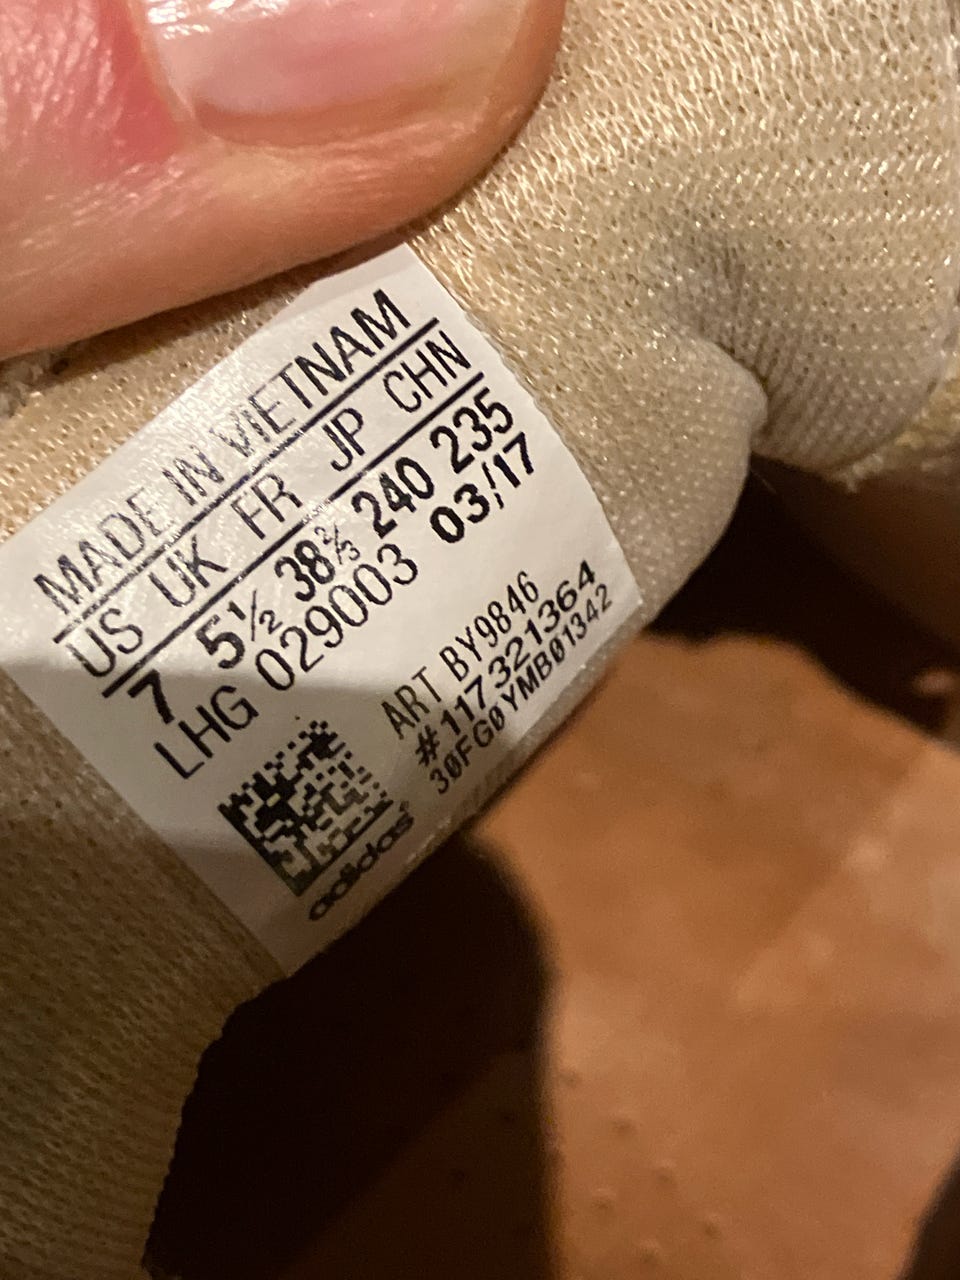 MADE IN VIETNAM
US UK FR JP CHN
7 5½ 38⅔ 240 235
LHG 029003 03/17
ART BY9846
#117321364
30FG0YMB01342
adidas